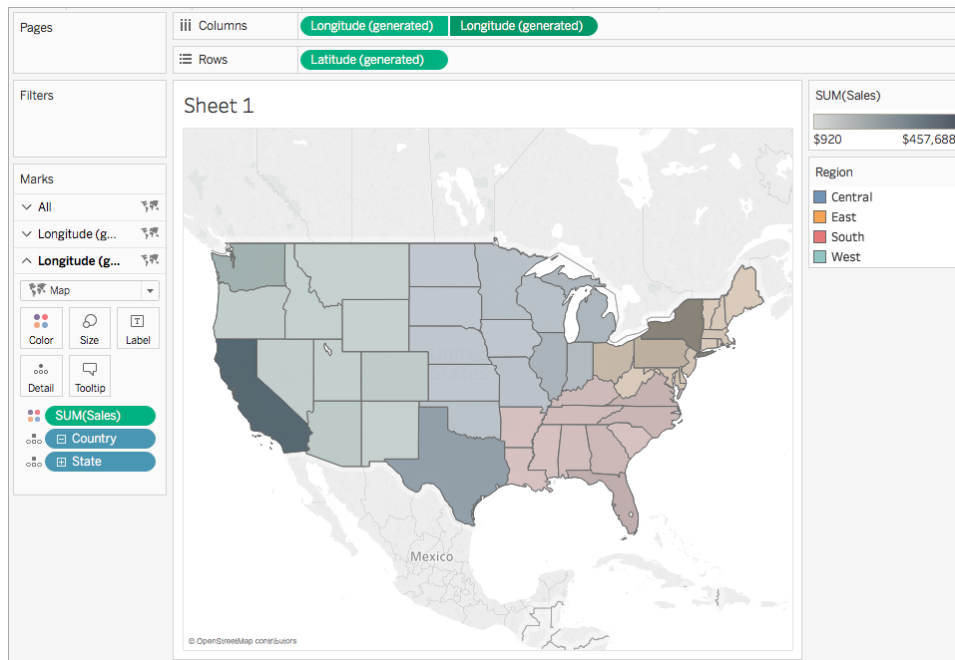 Pages
Columns
Longitude (generated)
Longitude (generated)
Rows
Latitude (generated)
Filters
Sheet 1
SUM(Sales)
$920
$457,688
Region
Central
East
South
West
Marks
All
Longitude (g...
Longitude (g...
Map
Color
Size
Label
Detail
Tooltip
SUM(Sales)
Country
State
Mexico
© OpenStreetMap contributors